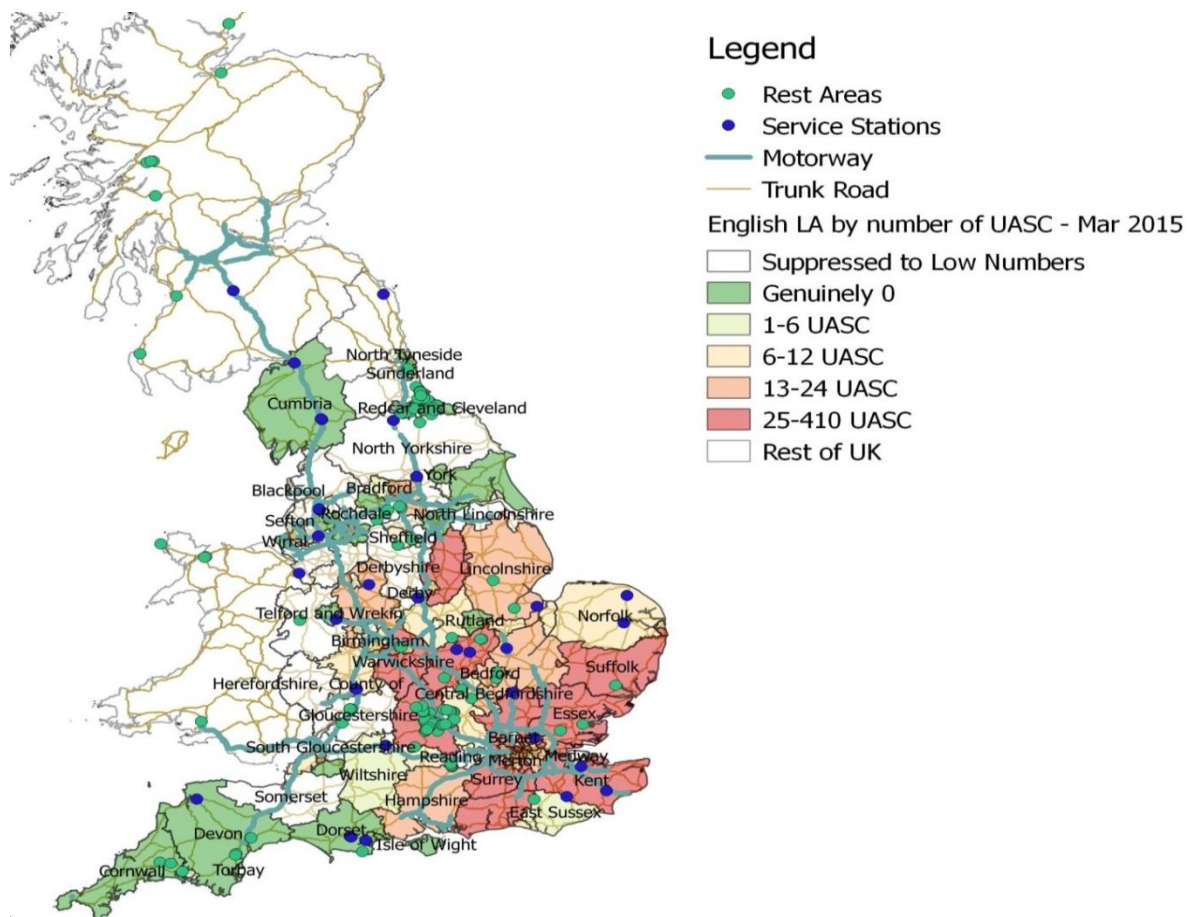 Legend
Rest Areas
Service Stations
Motorway
Trunk Road
English LA by number of UASC - Mar 2015
Suppressed to Low Numbers
Genuinely 0
1-6 UASC
6-12 UASC
13-24 UASC
25-410 UASC
Rest of UK
North Tyneside
Sunderland
Cumbria
Redcar and Cleveland
North Yorkshire
York
Blackpool
Bradford
Sefton
Rochdale
North Lincolnshire
Wirral
Sheffield
Derbyshire
Lincolnshire
Derby
Telford and Wrekin
Rutland
Norfolk
Birmingham
Warwickshire
Suffolk
Bedford
Herefordshire, County of
Central Bedfordshire
Gloucestershire
Essex
Barnet
South Gloucestershire
Reading
Merton
Medway
Wiltshire
Surrey
Kent
Somerset
Hampshire
East Sussex
Devon
Dorset
Isle of Wight
Cornwall
Torbay